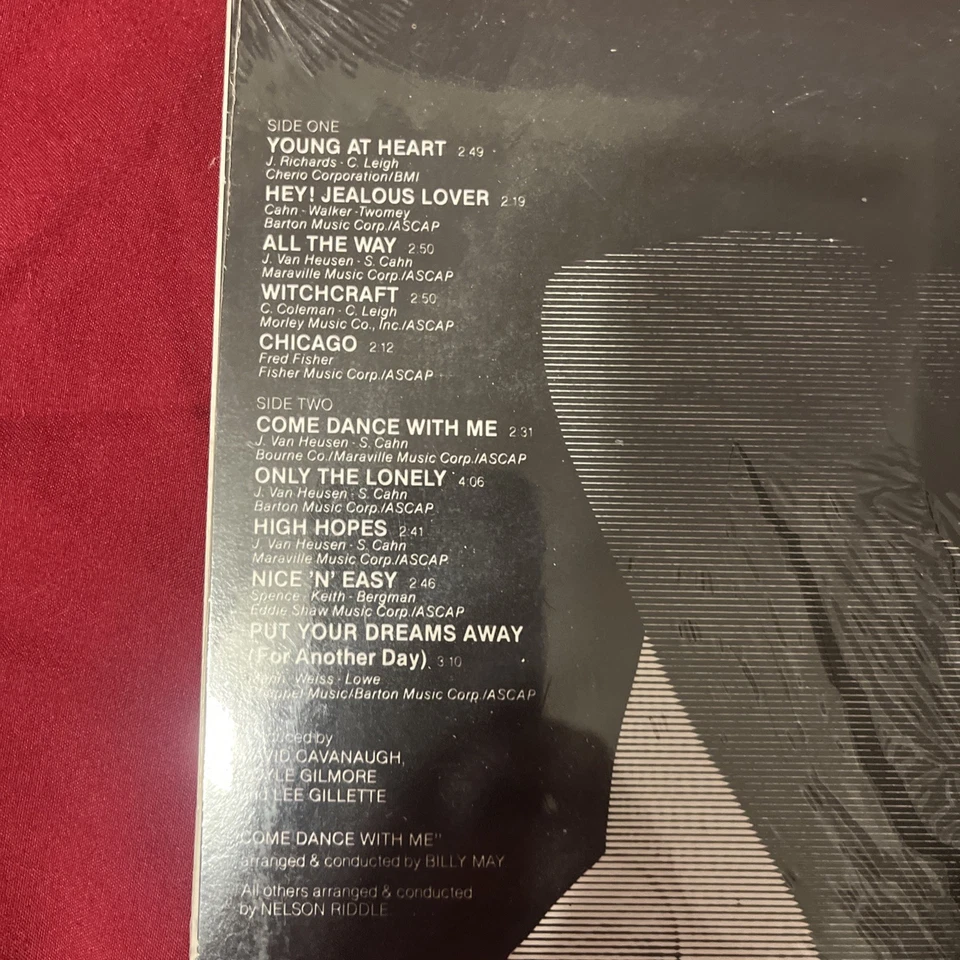 SIDE ONE
YOUNG AT HEART 2:49
J. Richards - C. Leigh
Cherio Corporation/BMI
HEY! JEALOUS LOVER 2:19
Cahn - Walker - Twomey
Barton Music Corp./ASCAP
ALL THE WAY 2:50
J. Van Heusen - S. Cahn
Maraville Music Corp./ASCAP
WITCHCRAFT 2:50
C. Coleman - C. Leigh
Morley Music Co., Inc./ASCAP
CHICAGO 2:12
Fred Fisher
Fisher Music Corp./ASCAP
SIDE TWO
COME DANCE WITH ME 2:31
J. Van Heusen - S. Cahn
Bourne Co./Maraville Music Corp./ASCAP
ONLY THE LONELY 4:06
J. Van Heusen - S. Cahn
Barton Music Corp./ASCAP
HIGH HOPES 2:41
J. Van Heusen - S. Cahn
Maraville Music Corp./ASCAP
NICE 'N' EASY 2:46
Spence - Keith - Bergman
Eddie Shaw Music Corp./ASCAP
PUT YOUR DREAMS AWAY
(For Another Day) 3:10
Weiss - Lowe
Music/Barton Music Corp./ASCAP
by
CAVANAUGH,
GILMORE
and LEE GILLETTE
COME DANCE WITH ME"
arranged & conducted by BILLY MAY
All others arranged & conducted
by NELSON RIDDLE